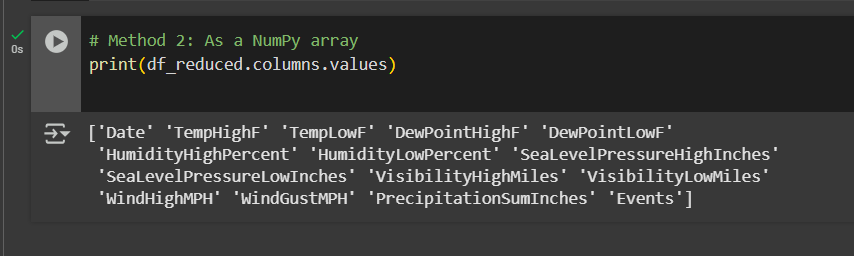 # Method 2: As a NumPy array
0s
print(df_reduced.columns.values)
['Date' 'TempHighF' 'TempLowF' 'DewPointHighF' 'DewPointLowF'
'HumidityHighPercent' 'HumidityLowPercent' 'SeaLevelPressureHighInches'
'SeaLevelPressureLowInches' 'VisibilityHighMiles' 'VisibilityLowMiles'
'WindHighMPH' 'WindGustMPH' 'PrecipitationSumInches' 'Events']